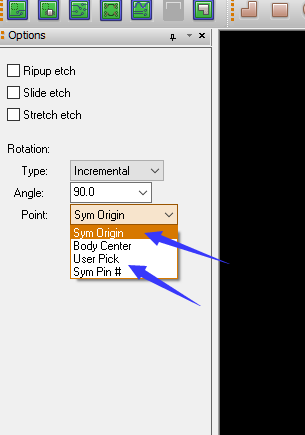 Options
Ripup etch
Slide etch
Stretch etch
Rotation:
Type: Incremental
Angle: 90.0
Point: Sym Origin
Sym Origin
Body Center
User Pick
Sym Pin #